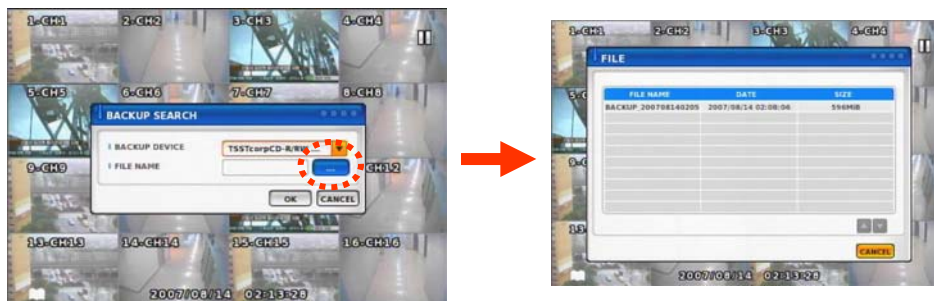 1-CH1 2-CH2 3-CH3 4-CH4
5-CH5 6-CH6 7-CH7 8-CH8
BACKUP SEARCH
BACKUP DEVICE TSSTcorpCD-R/RW
FILE NAME ...
9-CH9 CH12
OK CANCEL
13-CH13 14-CH14 15-CH15 16-CH16
2007/08/14 02:13:28
1-CH1 2-CH2 3-CH3 4-CH4
FILE
5-C
FILE NAME DATE SIZE
BACKUP_200708140205 2007/08/14 02:08:06 596MiB
9-C
13
CANCEL
2007/08/14 02:13:28